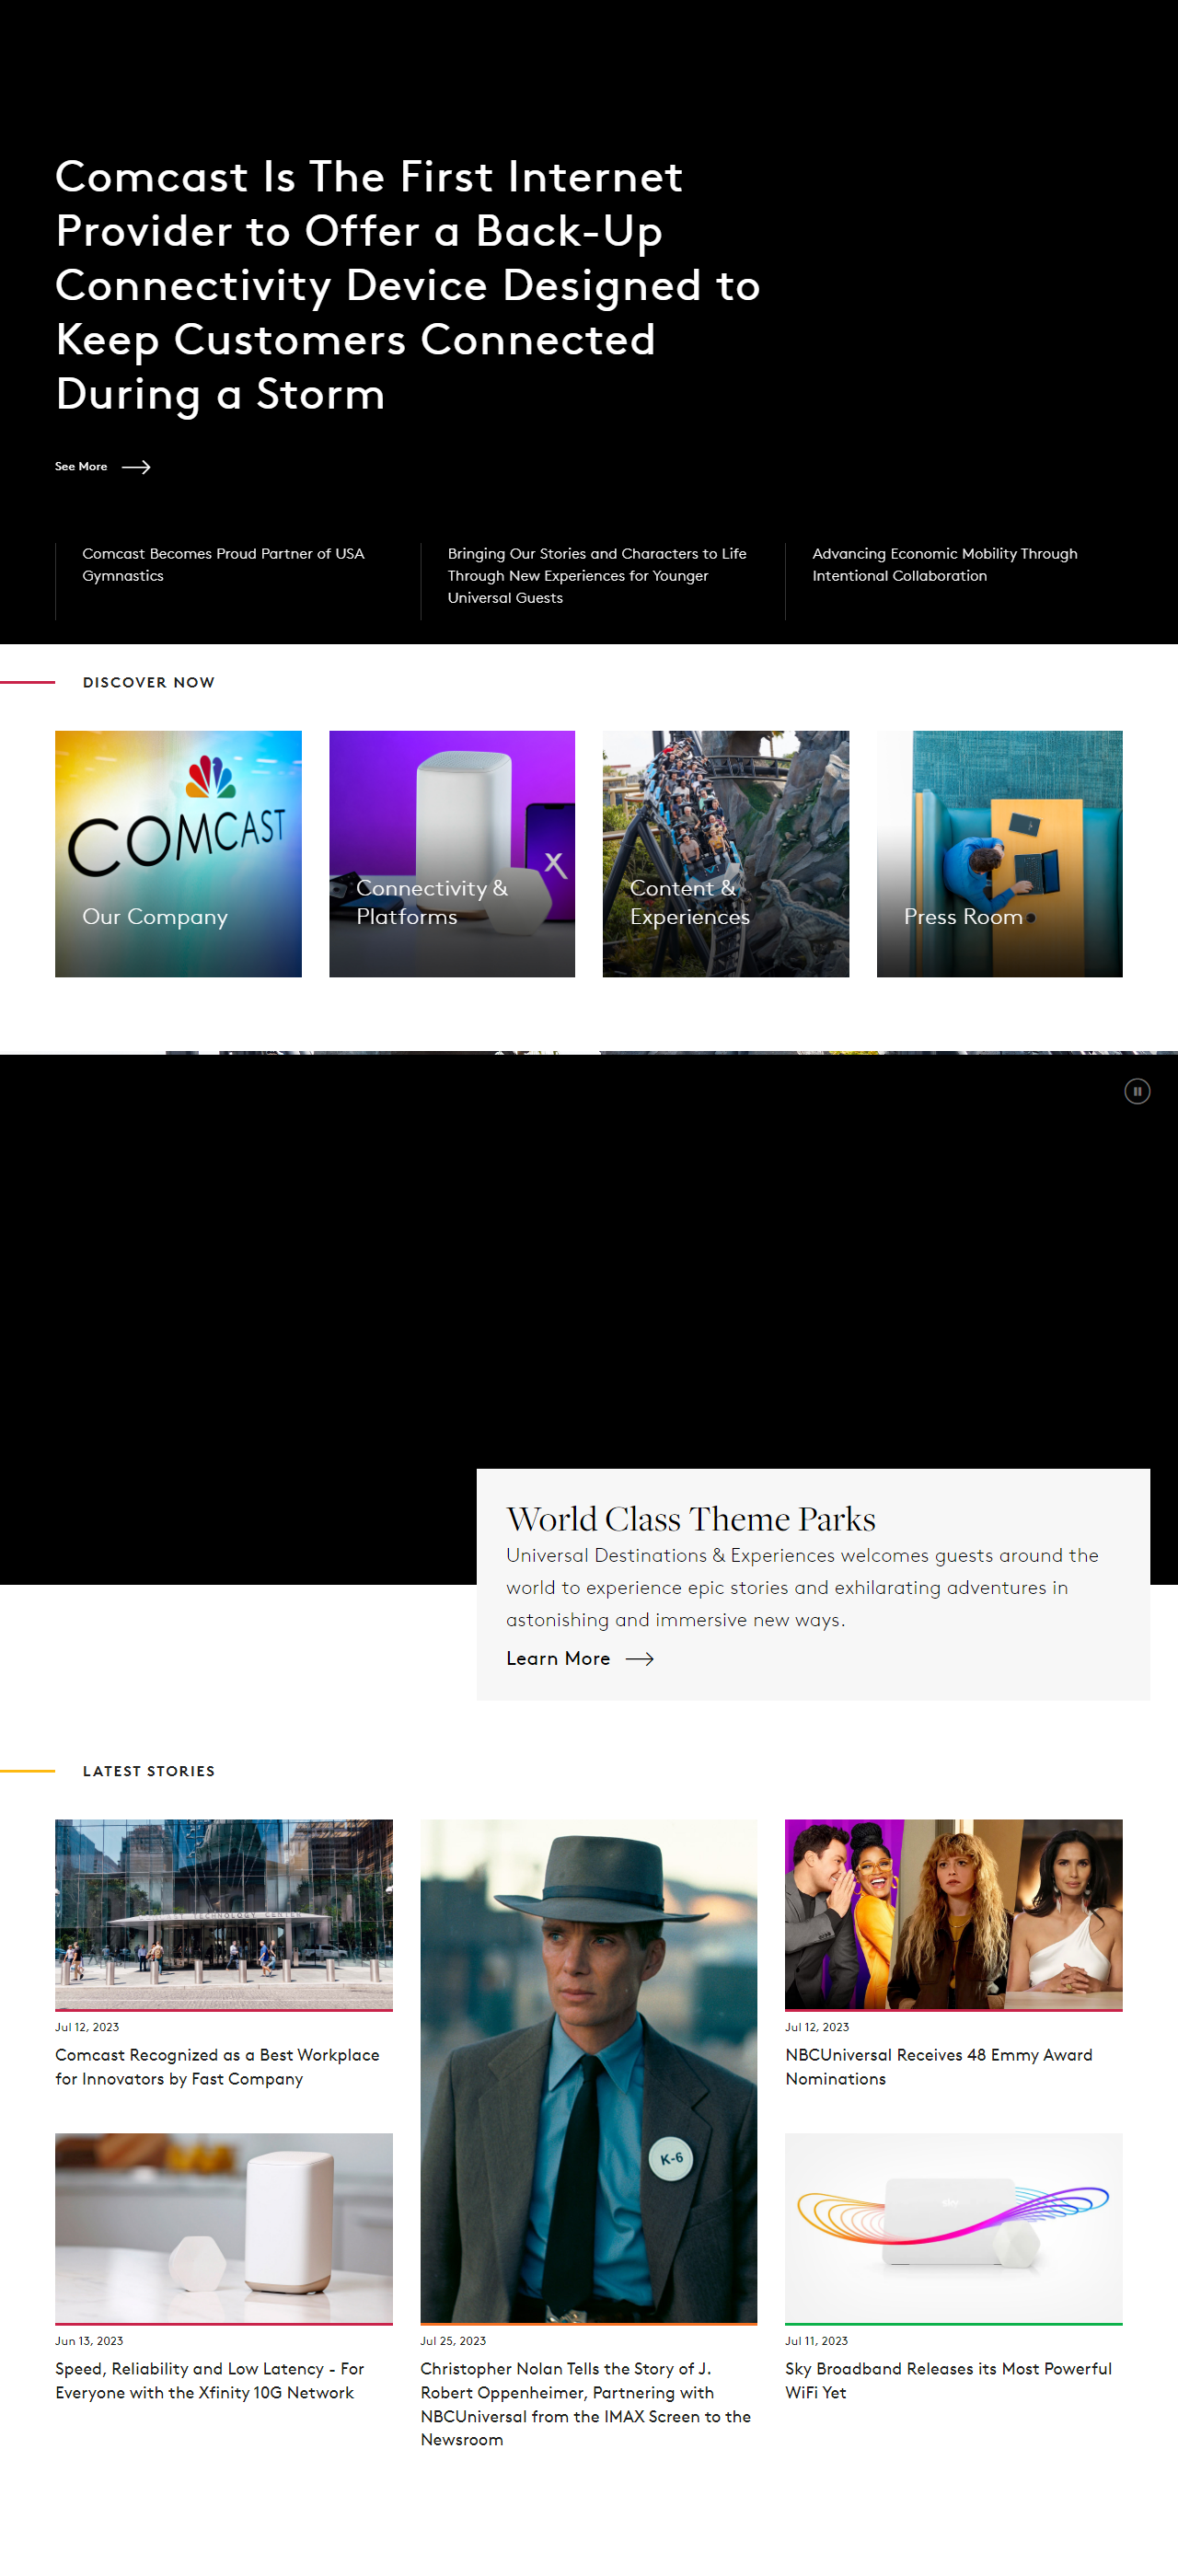 Comcast Is The First Internet
Provider to Offer a Back-Up
Connectivity Device Designed to
Keep Customers Connected
During a Storm
See More
Comcast Becomes Proud Partner of USA
Gymnastics
Bringing Our Stories and Characters to Life
Through New Experiences for Younger
Universal Guests
Advancing Economic Mobility Through
Intentional Collaboration
DISCOVER NOW
COMCAST
Our Company
X
Connectivity &
Platforms
Content &
Experiences
Press Room
World Class Theme Parks
Universal Destinations & Experiences welcomes guests around the
world to experience epic stories and exhilarating adventures in
astonishing and immersive new ways.
Learn More
LATEST STORIES
COMCAST TECHNOLOGY CENTER
Jul 12, 2023
Comcast Recognized as a Best Workplace
for Innovators by Fast Company
Jun 13, 2023
Speed, Reliability and Low Latency - For
Everyone with the Xfinity 10G Network
K-6
Jul 25, 2023
Christopher Nolan Tells the Story of J.
Robert Oppenheimer, Partnering with
NBCUniversal from the IMAX Screen to the
Newsroom
Jul 12, 2023
NBCUniversal Receives 48 Emmy Award
Nominations
sky
Jul 11, 2023
Sky Broadband Releases its Most Powerful
WiFi Yet